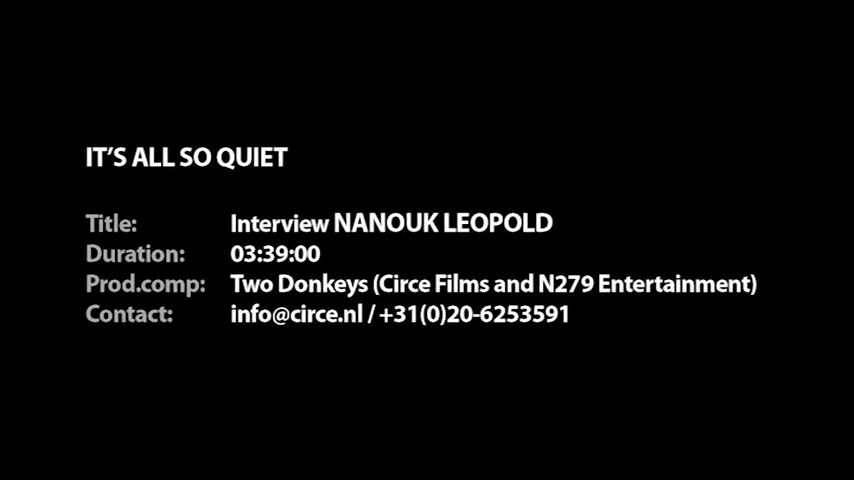 IT'S ALL SO QUIET
Title: Interview NANOUK LEOPOLD
Duration: 03:39:00
Prod.comp: Two Donkeys (Circe Films and N279 Entertainment)
Contact: info@circe.nl / +31(0)20-6253591